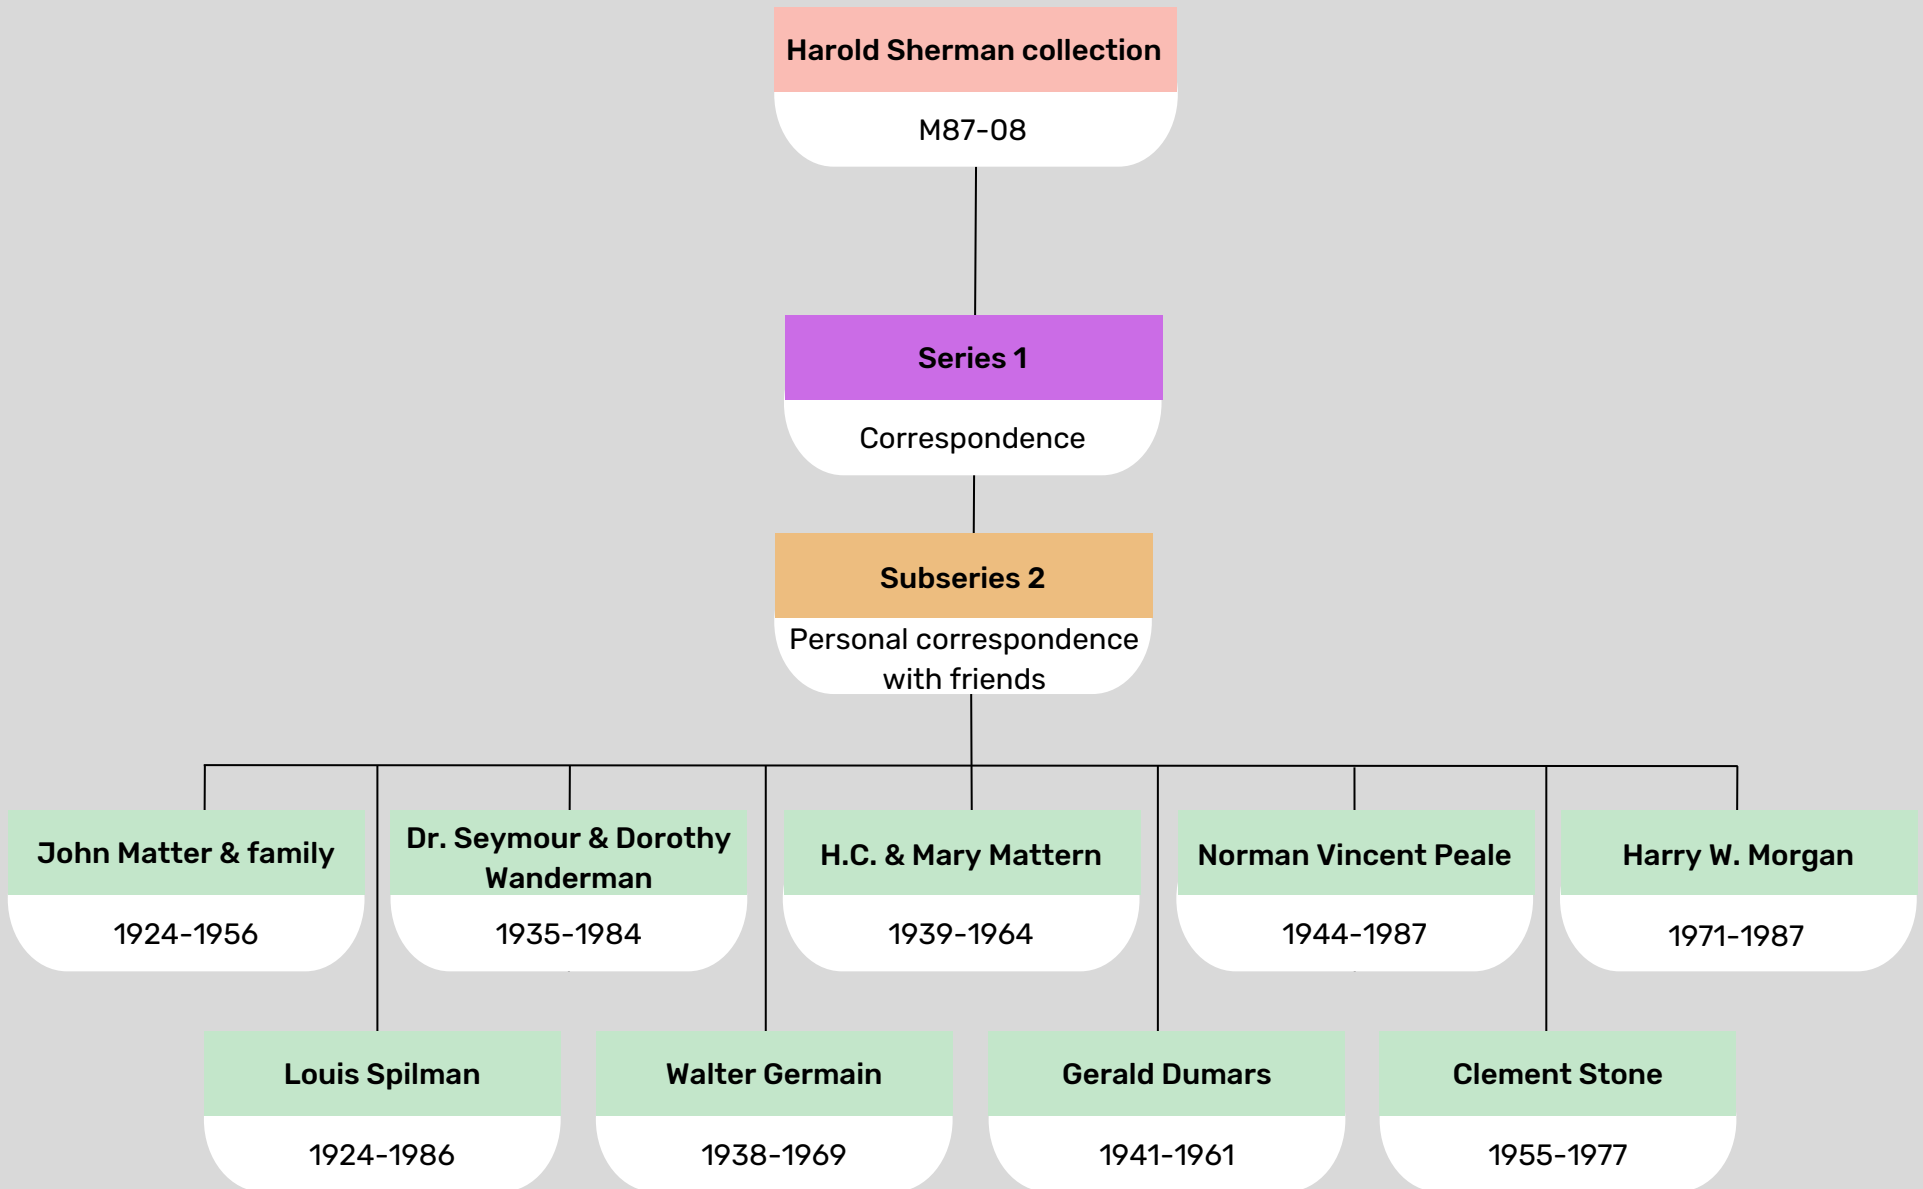 Harold Sherman collection
M87-08
Series 1
Correspondence
Subseries 2
Personal correspondence
with friends
John Matter & family
1924-1956
Dr. Seymour & Dorothy
Wanderman
1935-1984
H.C. & Mary Mattern
1939-1964
Norman Vincent Peale
1944-1987
Harry W. Morgan
1971-1987
Louis Spilman
1924-1986
Walter Germain
1938-1969
Gerald Dumars
1941-1961
Clement Stone
1955-1977